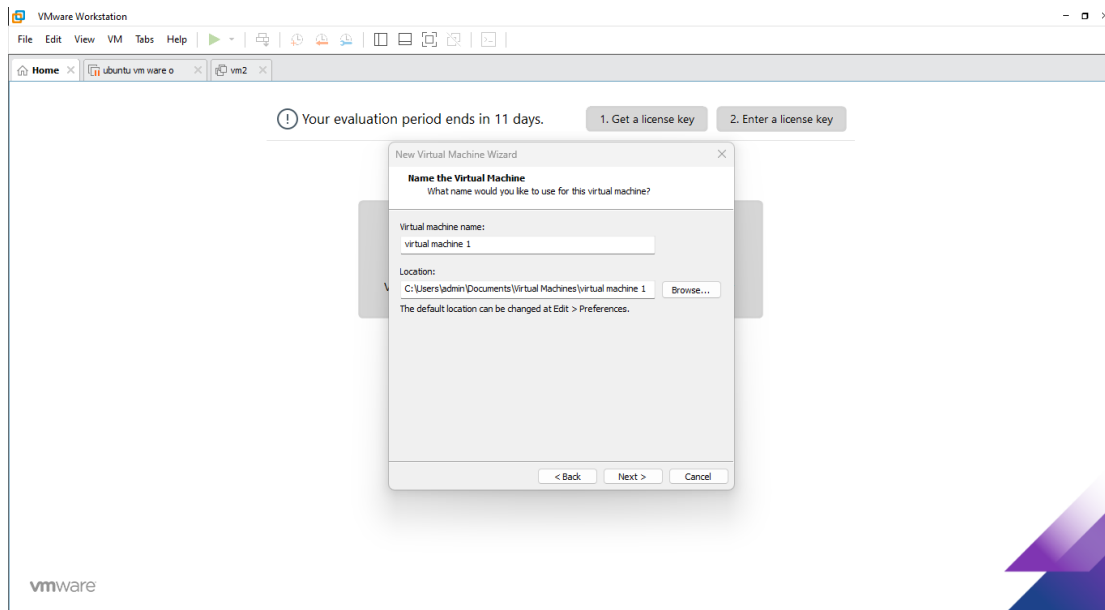 VMware Workstation
File Edit View VM Tabs Help
Home
ubuntu vm ware o
vm2
! Your evaluation period ends in 11 days.
1. Get a license key
2. Enter a license key
New Virtual Machine Wizard
Name the Virtual Machine
What name would you like to use for this virtual machine?
Virtual machine name:
virtual machine 1
Location:
C:\Users\admin\Documents\Virtual Machines\virtual machine 1
Browse...
The default location can be changed at Edit > Preferences.
< Back
Next >
Cancel
vmware